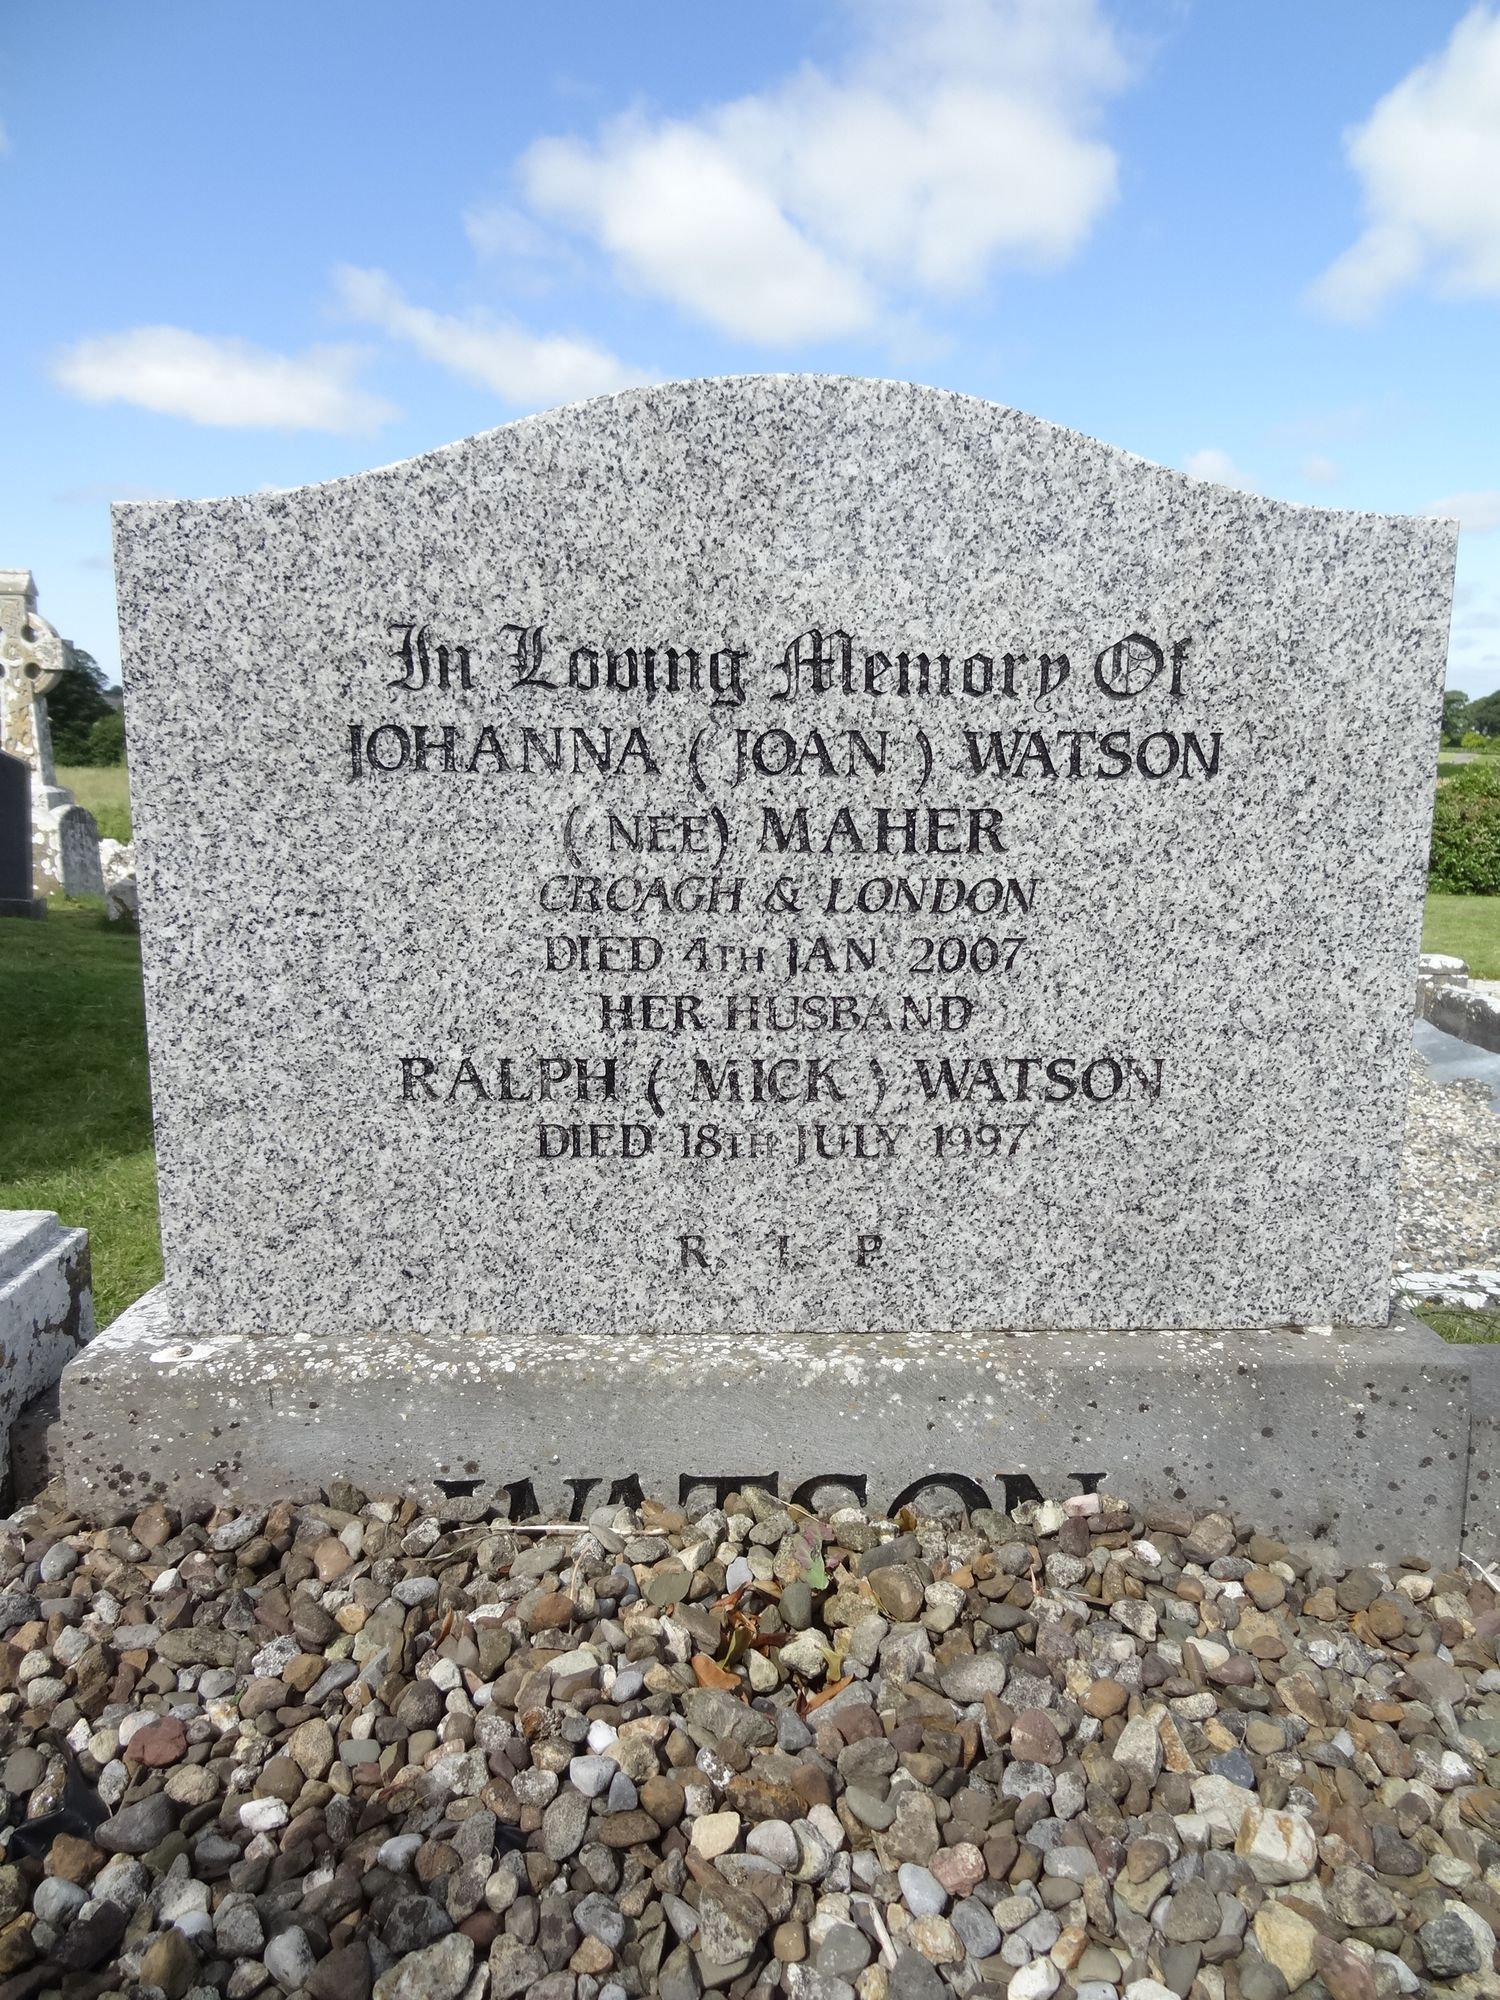 In Loving Memory Of
JOHANNA ( JOAN ) WATSON
( NEE) MAHER
CROAGH & LONDON
DIED 4TH JAN. 2007.
HER HUSBAND
RALPH ( MICK ) WATSON
DIED 18TH JULY 1997
R. I. P
WATSON